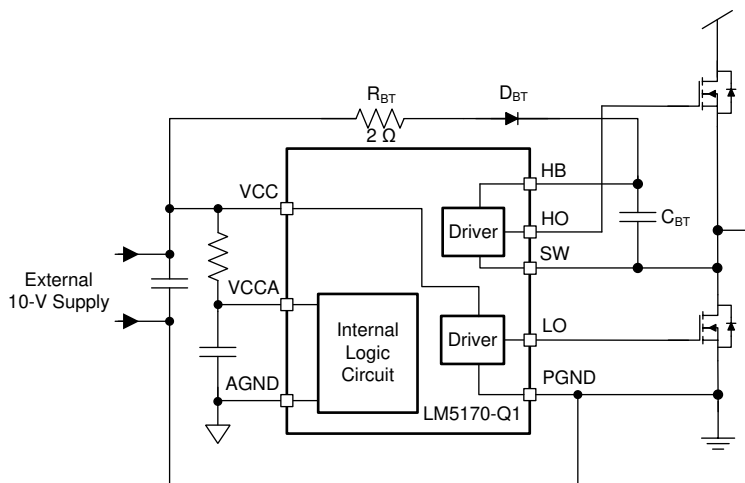 R_BT
D_BT
2 Ω
HB
VCC
HO
Driver
C_BT
SW
External
10-V Supply
VCCA
Internal
Logic
Circuit
Driver
LO
AGND
PGND
LM5170-Q1